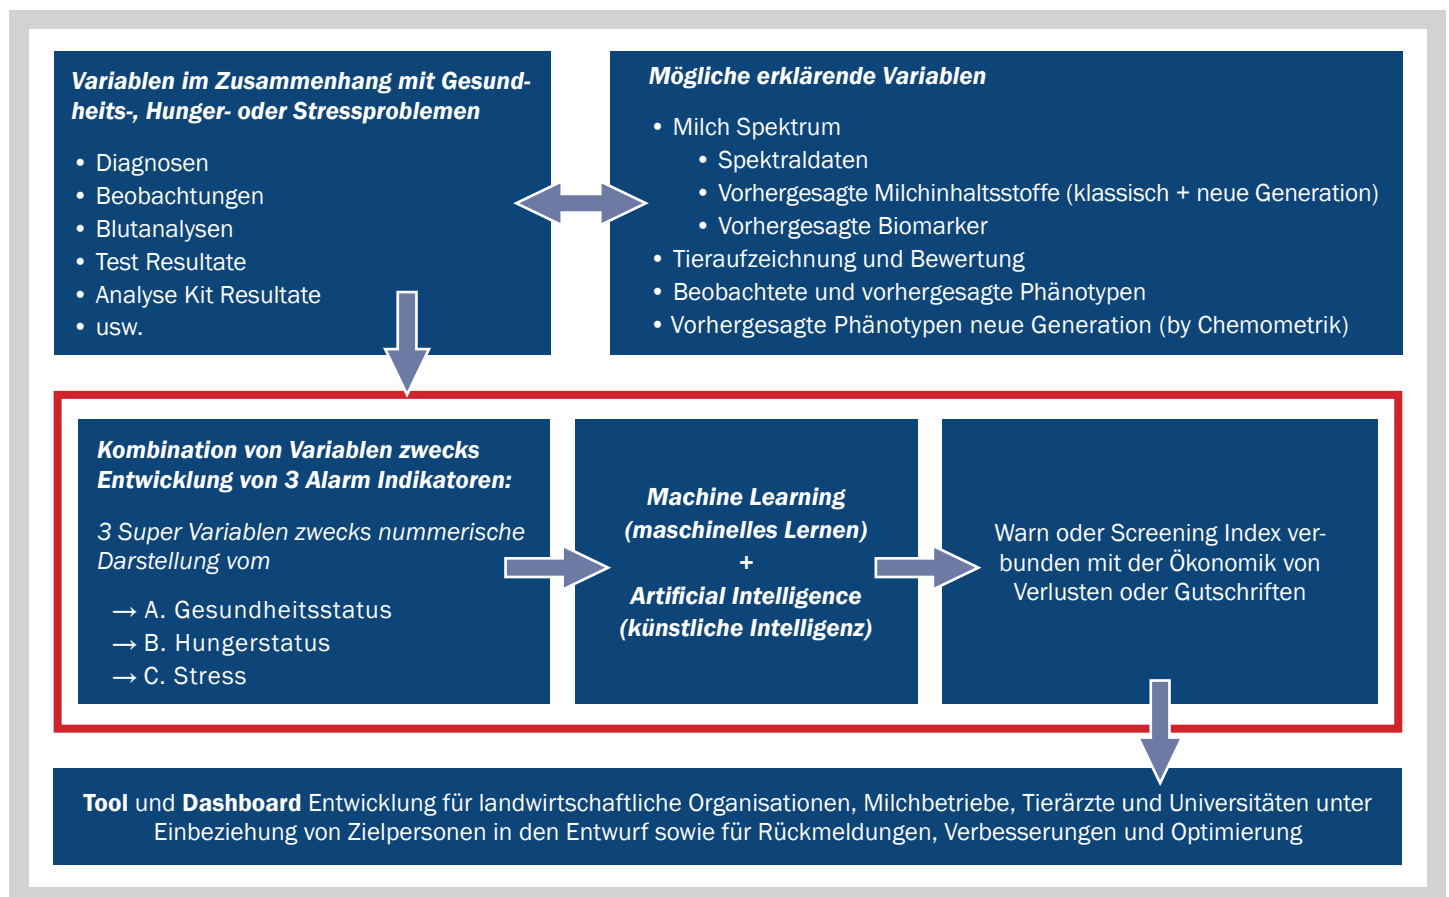 Variablen im Zusammenhang mit Gesund-
heits-, Hunger- oder Stressproblemen
• Diagnosen
• Beobachtungen
• Blutanalysen
• Test Resultate
• Analyse Kit Resultate
• usw.
Mögliche erklärende Variablen
• Milch Spektrum
• Spektraldaten
• Vorhergesagte Milchinhaltsstoffe (klassisch + neue Generation)
• Vorhergesagte Biomarker
• Tieraufzeichnung und Bewertung
• Beobachtete und vorhergesagte Phänotypen
• Vorhergesagte Phänotypen neue Generation (by Chemometrik)
Kombination von Variablen zwecks
Entwicklung von 3 Alarm Indikatoren:
3 Super Variablen zwecks nummerische
Darstellung vom
→ A. Gesundheitsstatus
→ B. Hungerstatus
→ C. Stress
Machine Learning
(maschinelles Lernen)
+
Artificial Intelligence
(künstliche Intelligenz)
Warn oder Screening Index ver-
bunden mit der Ökonomik von
Verlusten oder Gutschriften
Tool und Dashboard Entwicklung für landwirtschaftliche Organisationen, Milchbetriebe, Tierärzte und Universitäten unter
Einbeziehung von Zielpersonen in den Entwurf sowie für Rückmeldungen, Verbesserungen und Optimierung